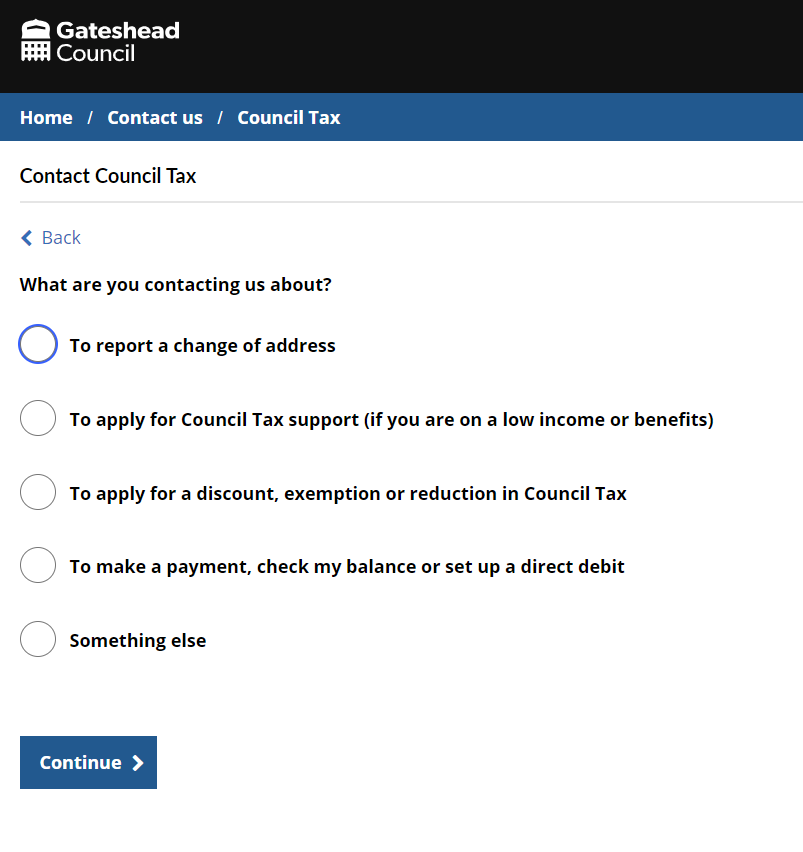 Gateshead
Council
Home / Contact us / Council Tax
Contact Council Tax
Back
What are you contacting us about?
To report a change of address
To apply for Council Tax support (if you are on a low income or benefits)
To apply for a discount, exemption or reduction in Council Tax
To make a payment, check my balance or set up a direct debit
Something else
Continue